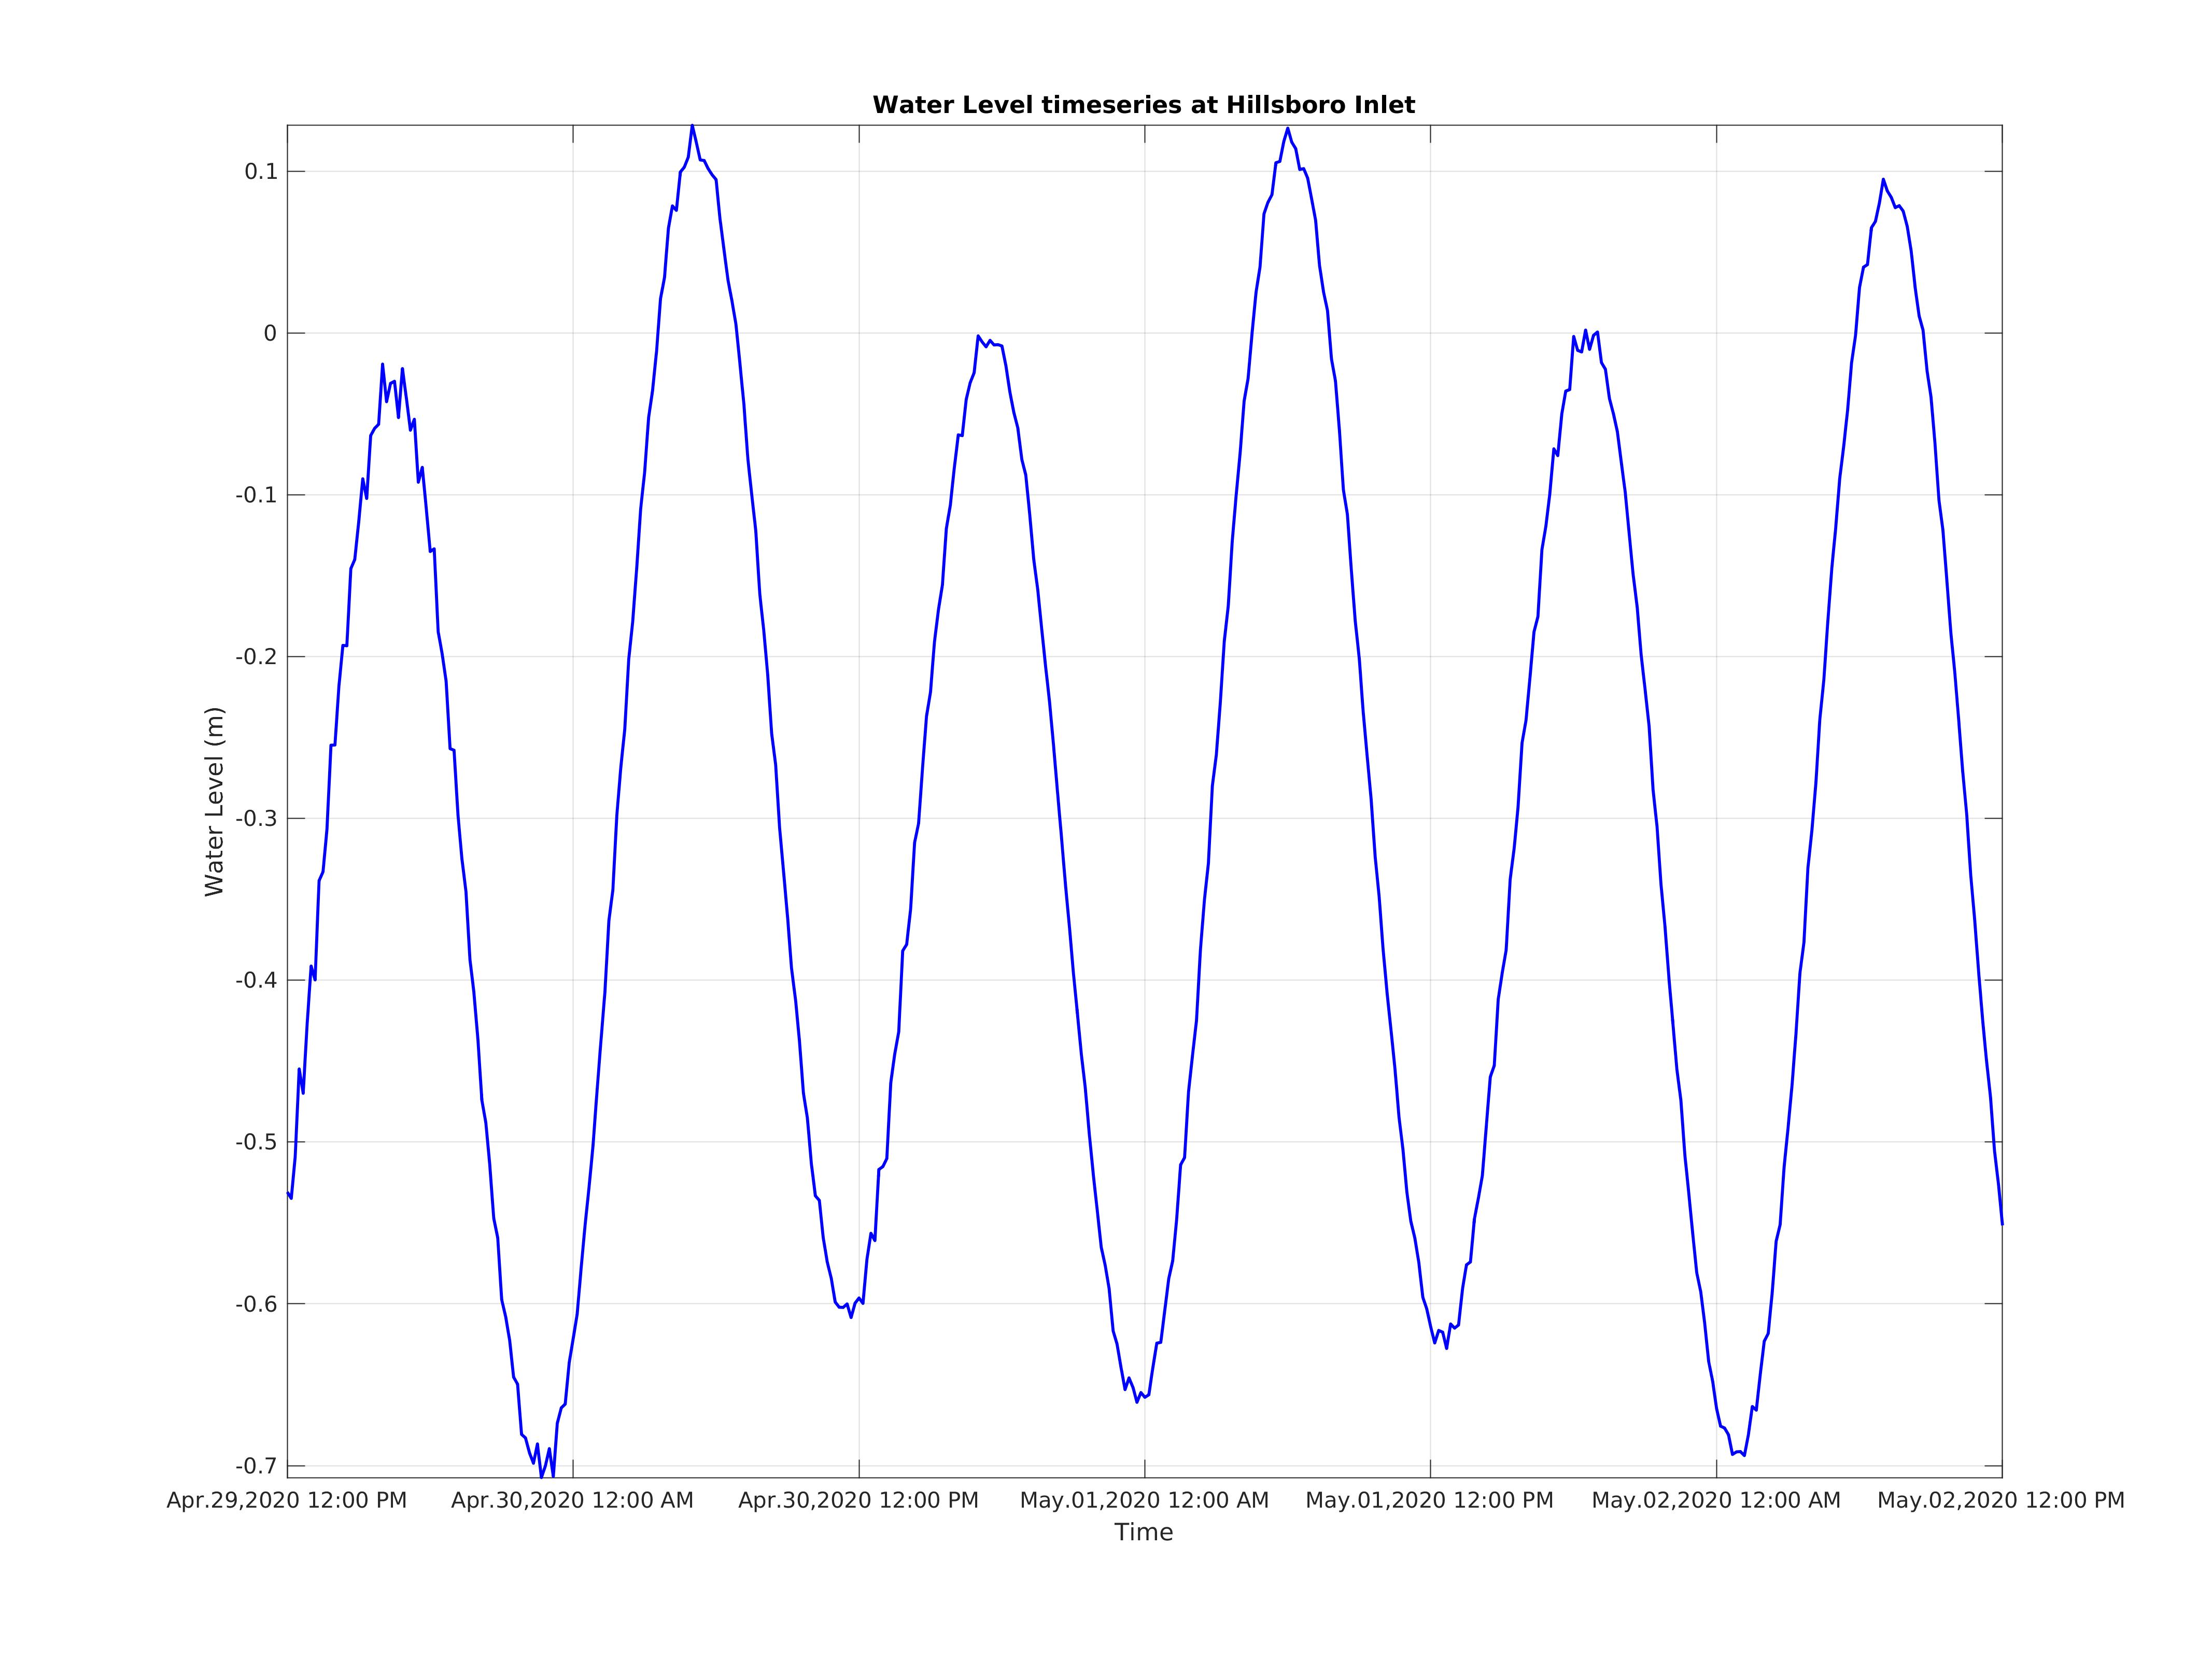 Water Level timeseries at Hillsboro Inlet
0.1
0
-0.1
-0.2
-0.3
-0.4
-0.5
-0.6
-0.7
Water Level (m)
Apr.29,2020 12:00 PM Apr.30,2020 12:00 AM Apr.30,2020 12:00 PM May.01,2020 12:00 AM May.01,2020 12:00 PM May.02,2020 12:00 AM May.02,2020 12:00 PM
Time